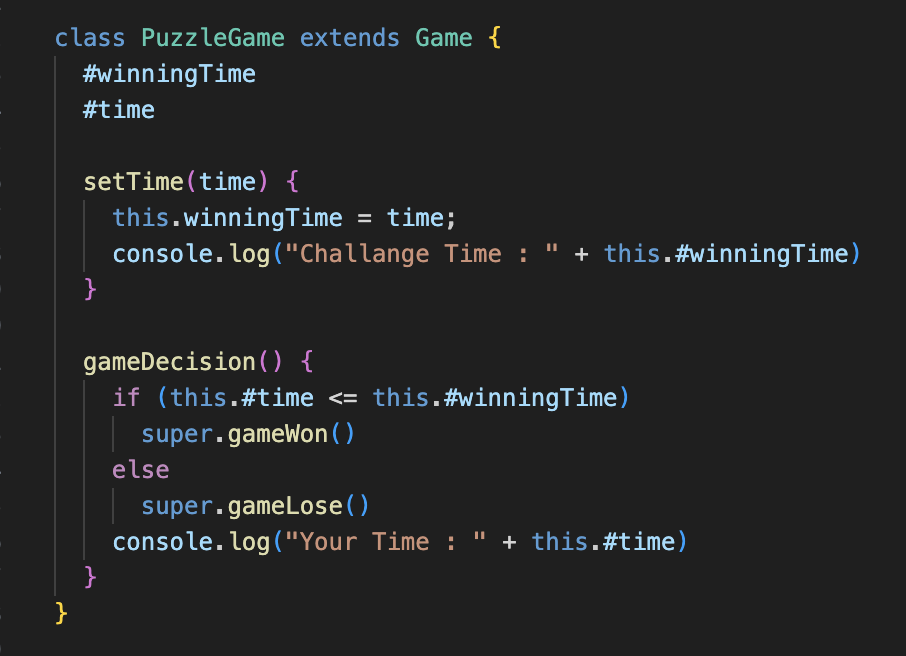 class PuzzleGame extends Game {
#winningTime
#time
setTime(time) {
this.winningTime = time;
console.log("Challange Time : " + this.#winningTime)
}
gameDecision() {
if (this.#time <= this.#winningTime)
super.gameWon()
else
super.gameLose()
console.log("Your Time : " + this.#time)
}
}